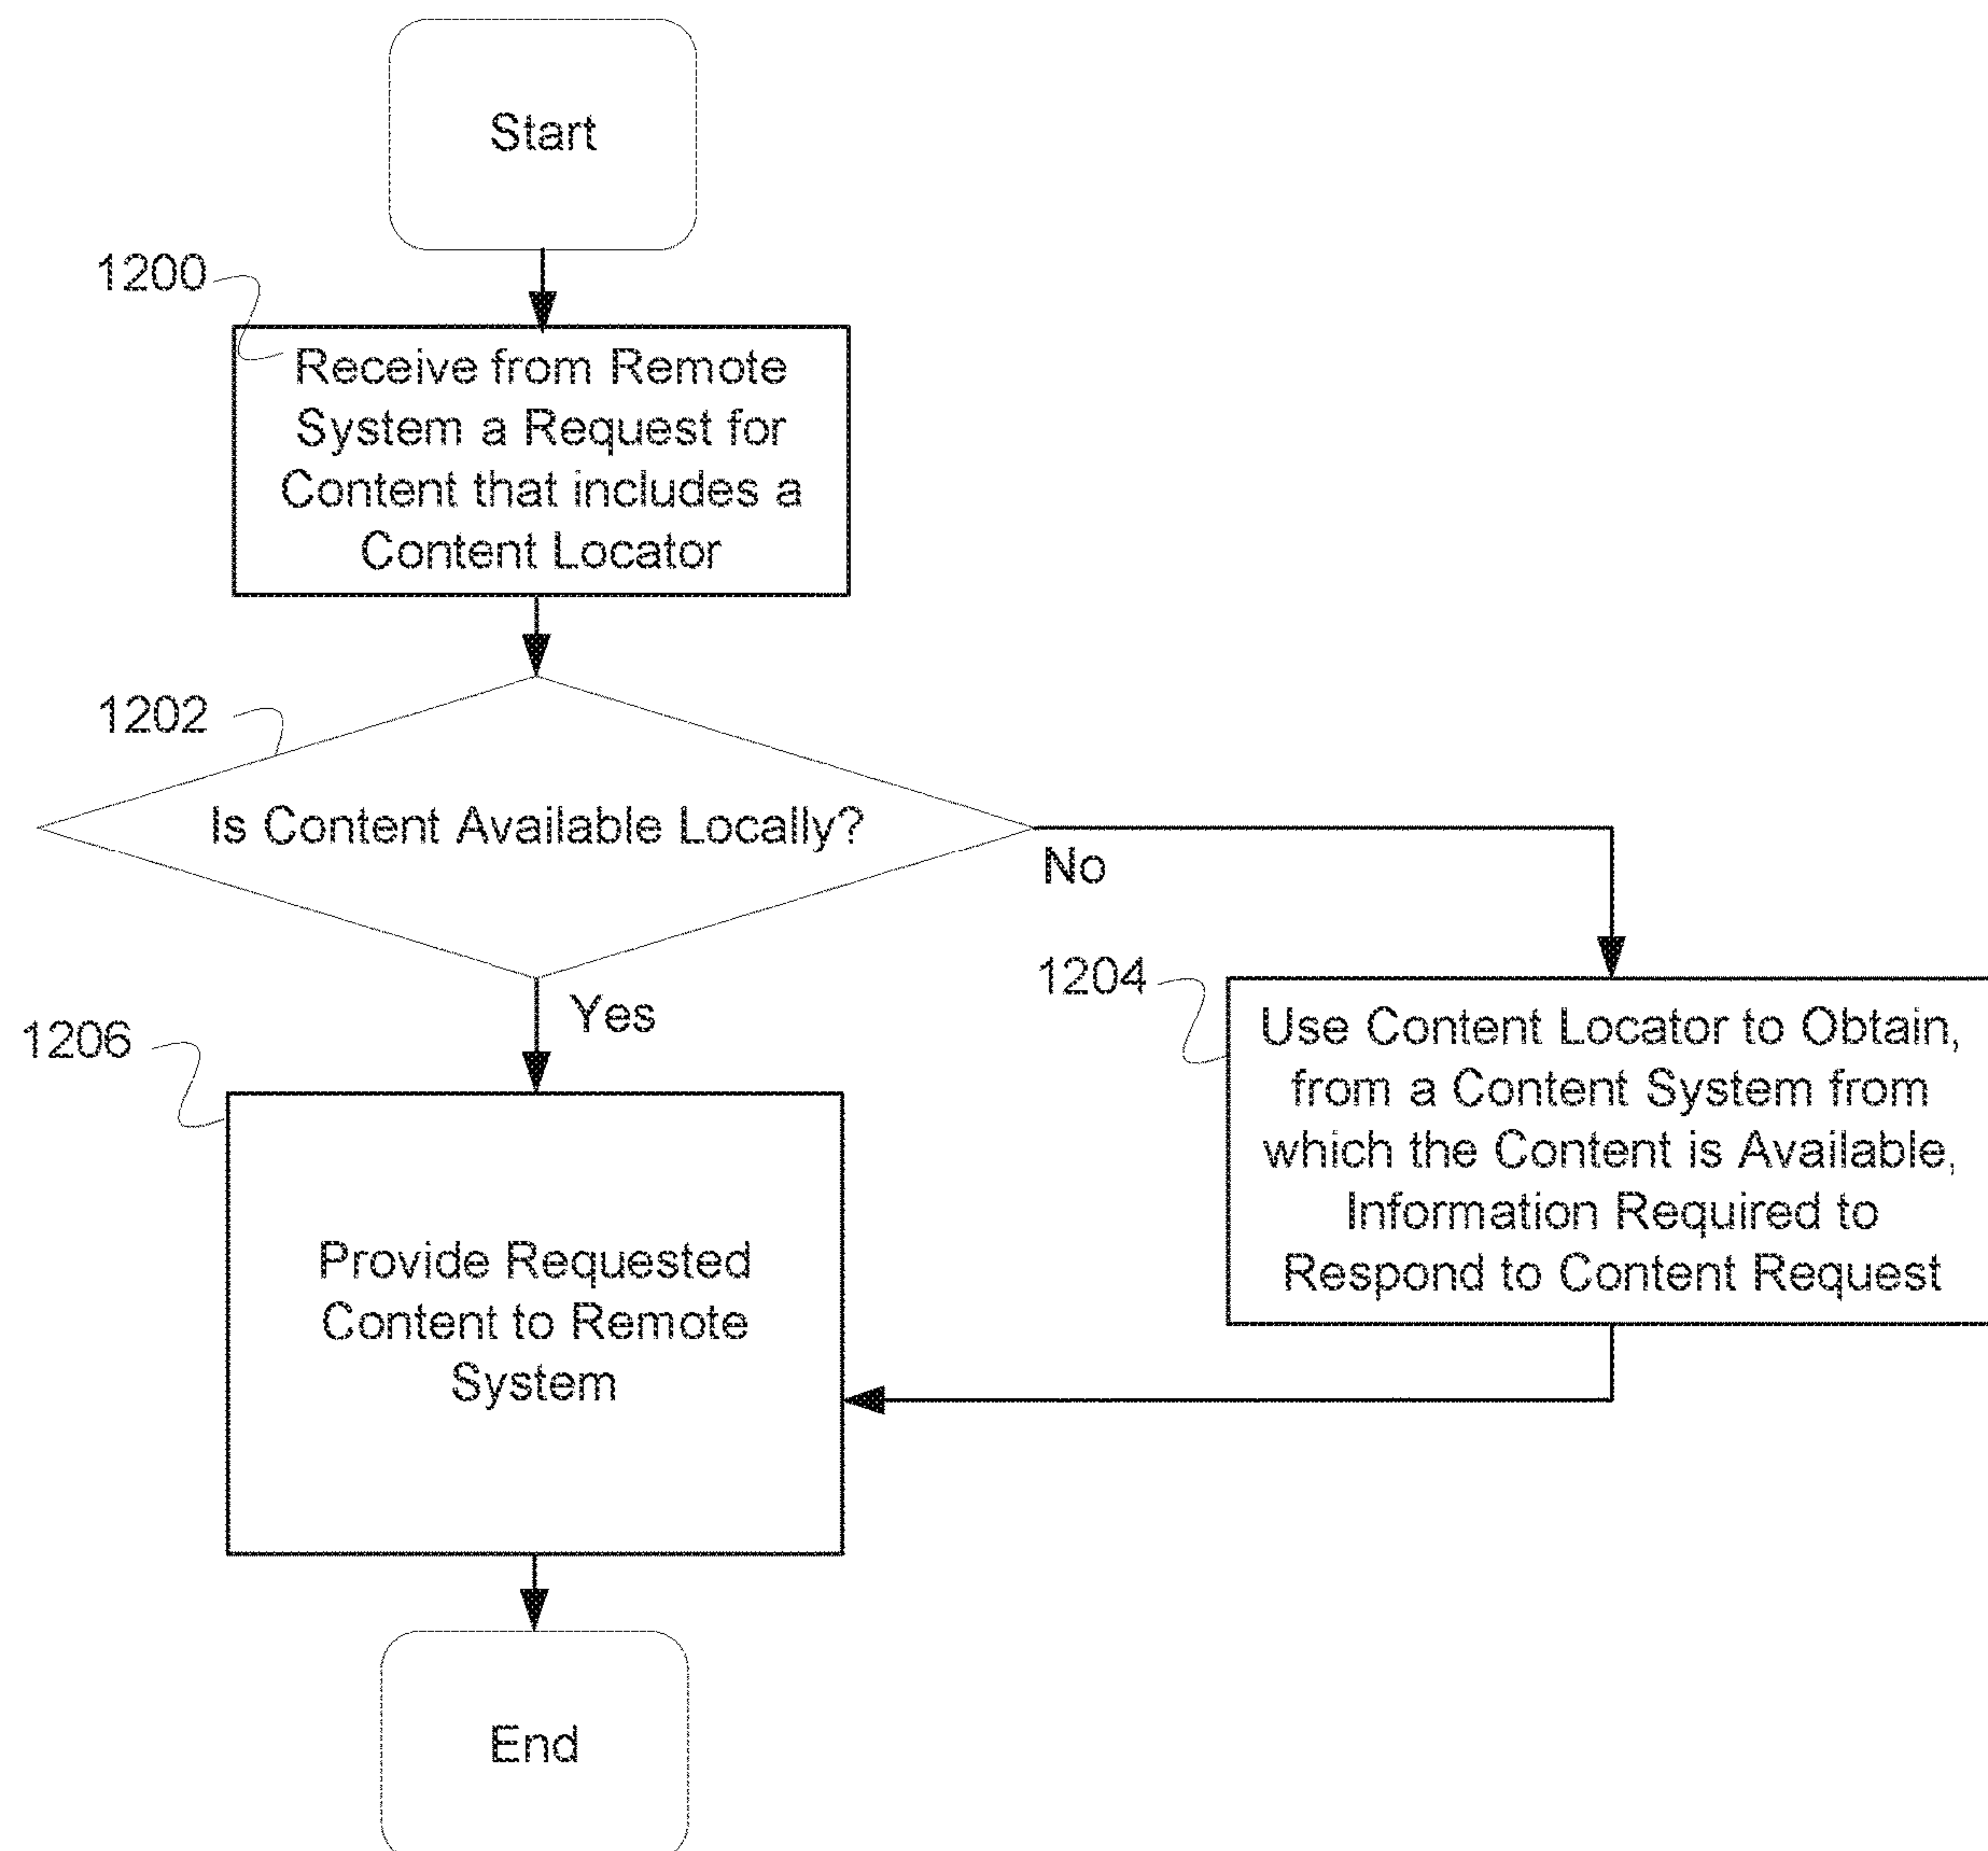 Start
1200
Receive from Remote
System a Request for
Content that includes a
Content Locator
1202
Is Content Available Locally?
No
Yes
1204
Use Content Locator to Obtain,
from a Content System from
which the Content is Available,
Information Required to
Respond to Content Request
1206
Provide Requested
Content to Remote
System
End